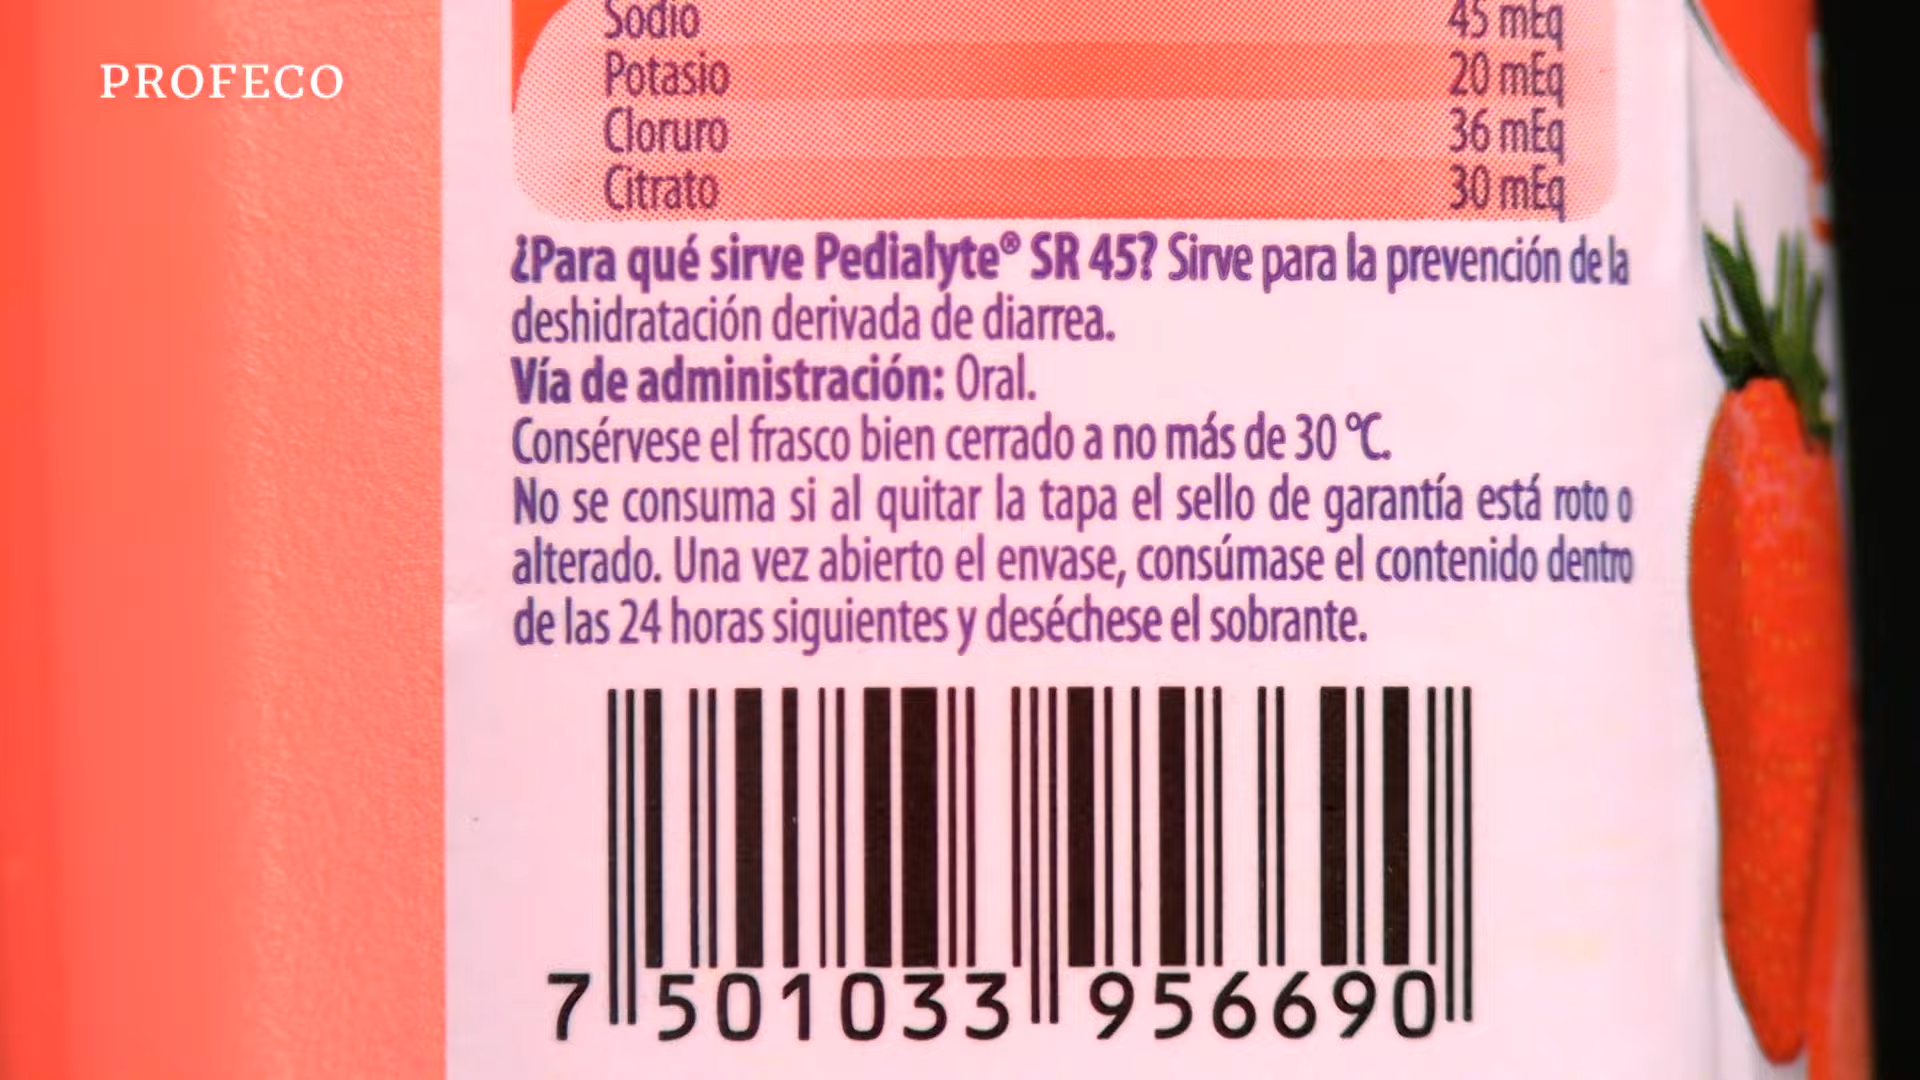 PROFECO
Sodio 45 mEq
Potasio 20 mEq
Cloruro 36 mEq
Citrato 30 mEq
¿Para qué sirve Pedialyte® SR 45? Sirve para la prevención de la
deshidratación derivada de diarrea.
Vía de administración: Oral.
Consérvese el frasco bien cerrado a no más de 30 °C.
No se consuma si al quitar la tapa el sello de garantía está roto o
alterado. Una vez abierto el envase, consúmase el contenido dentro
de las 24 horas siguientes y deséchese el sobrante.
7 501033 956690